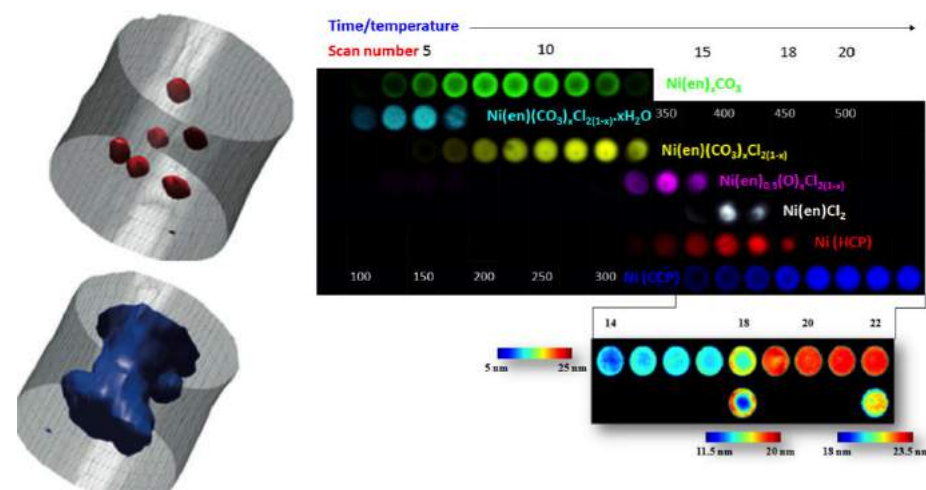 Time/temperature
Scan number 5 10 15 18 20
Ni(en)ₓCO₃
Ni(en)(CO₃)ₓCl₂₍₁₋ₓ₎.xH₂O
350 400 450 500
Ni(en)(CO₃)ₓCl₂₍₁₋ₓ₎
Ni(en)₀.₅(O)ₓCl₂₍₁₋ₓ₎
Ni(en)Cl₂
Ni (HCP)
100 150 200 250 300 Ni (CCP)
14 18 20 22
5 nm 25 nm
11.5 nm 20 nm 18 nm 23.5 nm